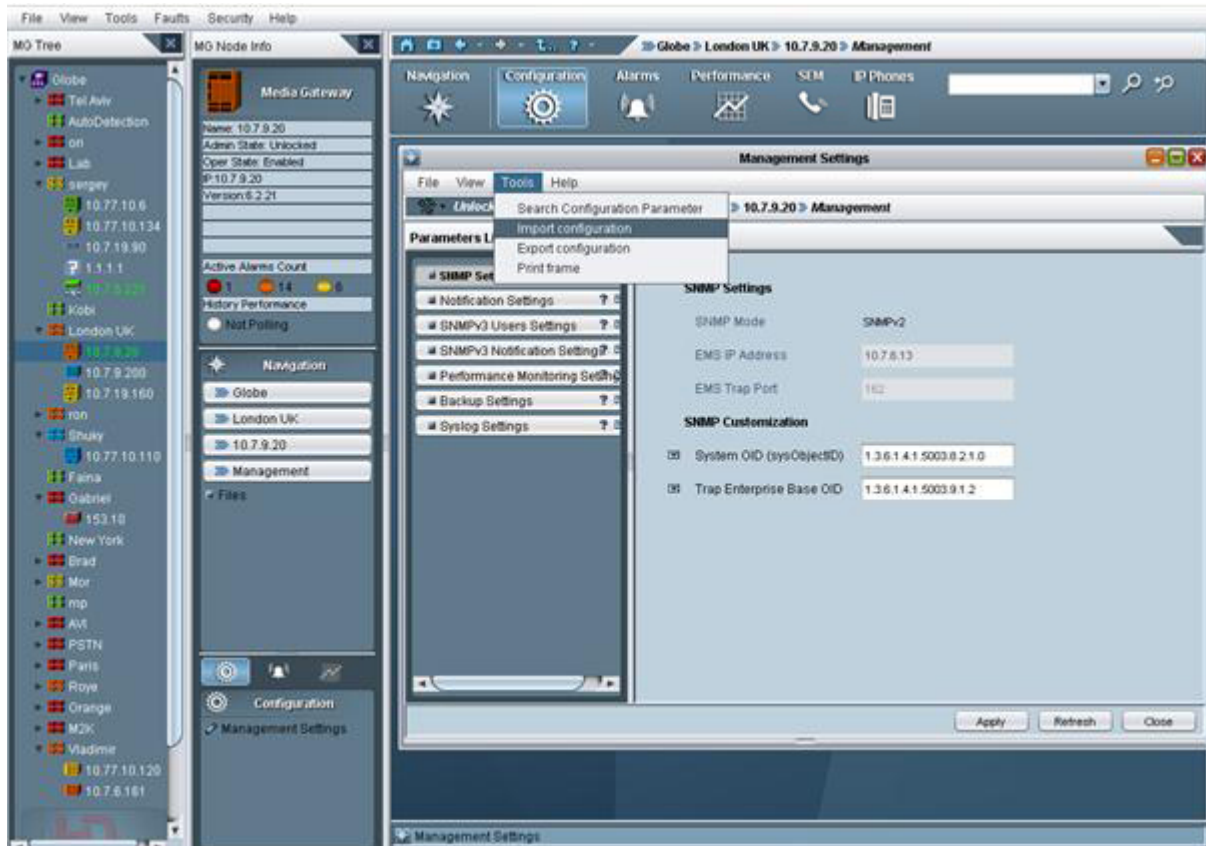 File View Tools Faults Security Help
MG Tree
Globe
Tel Aviv
AutoDetection
on
Lab
sergey
10.77.10.6
10.77.10.134
10.7.19.90
1.1.1.1
Kobi
London UK
10.7.9.20
10.7.9.200
10.7.19.160
ron
Shuky
10.77.10.110
Faina
Gabriel
153.10
New York
Brad
Mor
mp
AVI
PSTN
Paris
Roye
Orange
M2K
Vladime
10.77.10.120
10.7.6.161
MG Node Info
Media Gateway
Name: 10.7.9.20
Admin State: Unlocked
Oper State: Enabled
IP:10.7.9.20
Version:6.2.21
Active Alarms Count
1 14 6
History Performance
Not Polling
Navigation
Globe
London UK
10.7.9.20
Management
Files
Configuration
Management Settings
Globe London UK 10.7.9.20 Management
Navigation Configuration Alarms Performance SEM IP Phones
Management Settings
File View Tools Help
Search Configuration Parameter
Import configuration
Export configuration
Print frame
Unlock
10.7.9.20 Management
Parameters L
SNMP Set
Notification Settings ?
SNMPv3 Users Settings ?
SNMPv3 Notification Setting ?
Performance Monitoring
Backup Settings ?
Syslog Settings ?
SNMP Settings
SNMP Mode SNMPv2
EMS IP Address 10.7.6.13
EMS Trap Port 162
SNMP Customization
System OID (sysObjectID) 1.3.6.1.4.1.5003.8.2.1.0
Trap Enterprise Base OID 1.3.6.1.4.1.5003.9.1.2
Apply Refresh Close
Management Settings